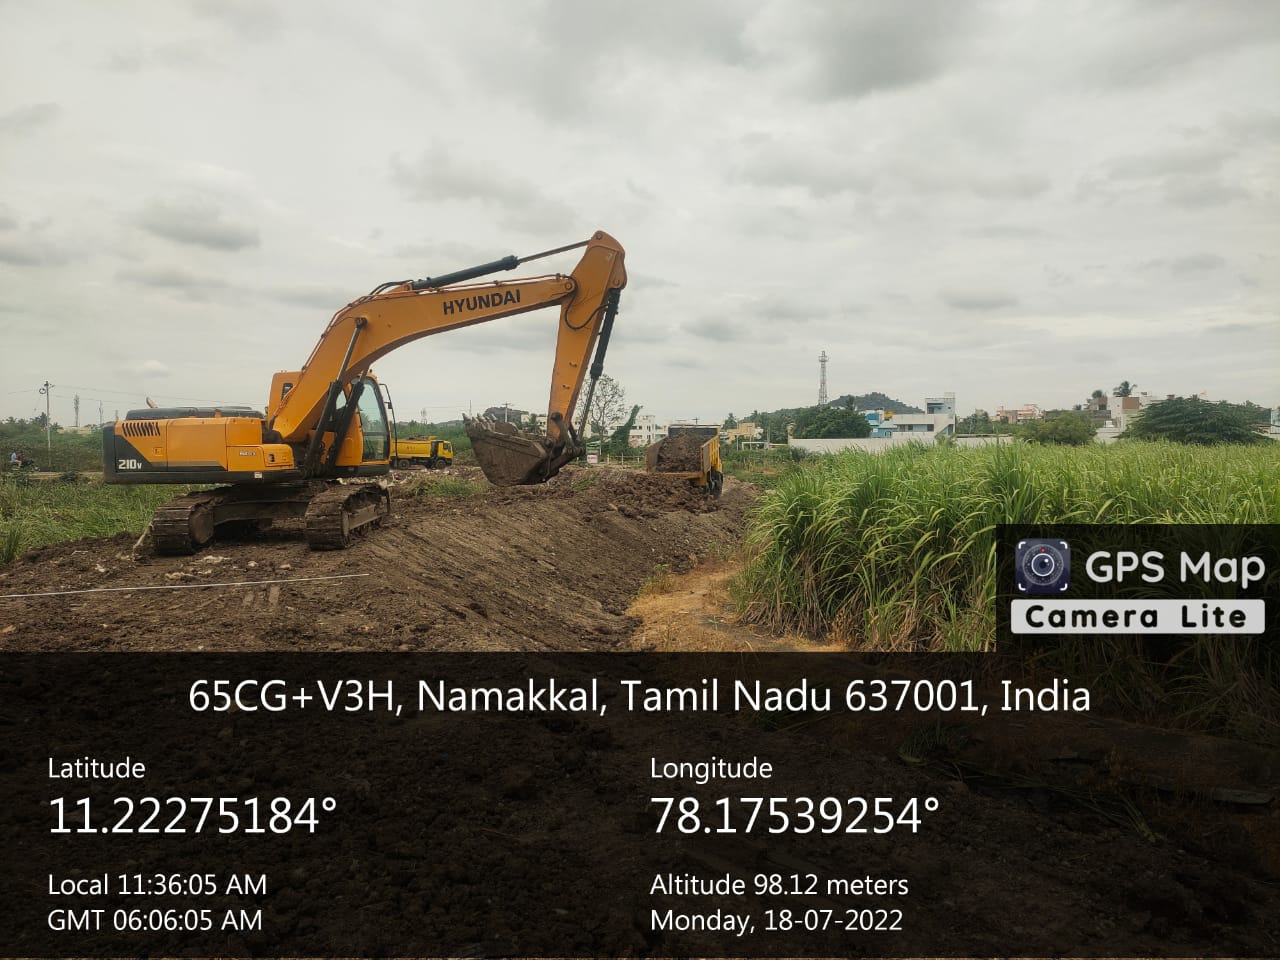 HYUNDAI
210V
GPS Map
Camera Lite
65CG+V3H, Namakkal, Tamil Nadu 637001, India
Latitude
11.22275184°
Longitude
78.17539254°
Local 11:36:05 AM
GMT 06:06:05 AM
Altitude 98.12 meters
Monday, 18-07-2022